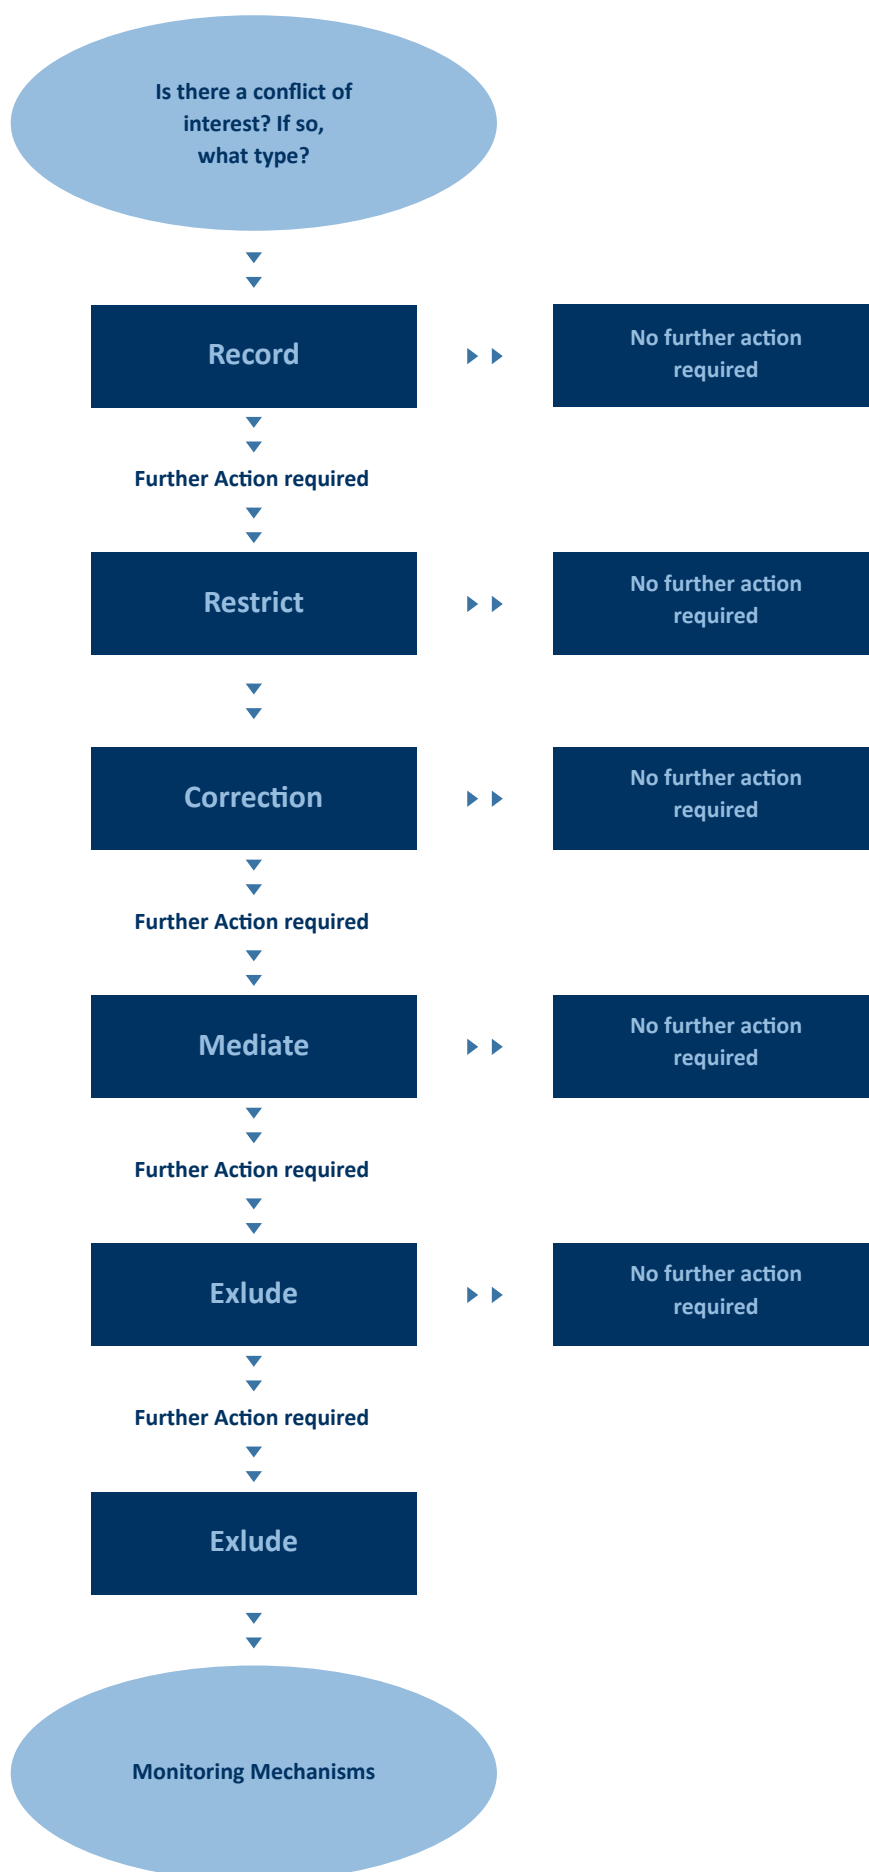 Is there a conflict of
interest? If so,
what type?
Record
No further action
required
Further Action required
Restrict
No further action
required
Correction
No further action
required
Further Action required
Mediate
No further action
required
Further Action required
Exlude
No further action
required
Further Action required
Exlude
Monitoring Mechanisms